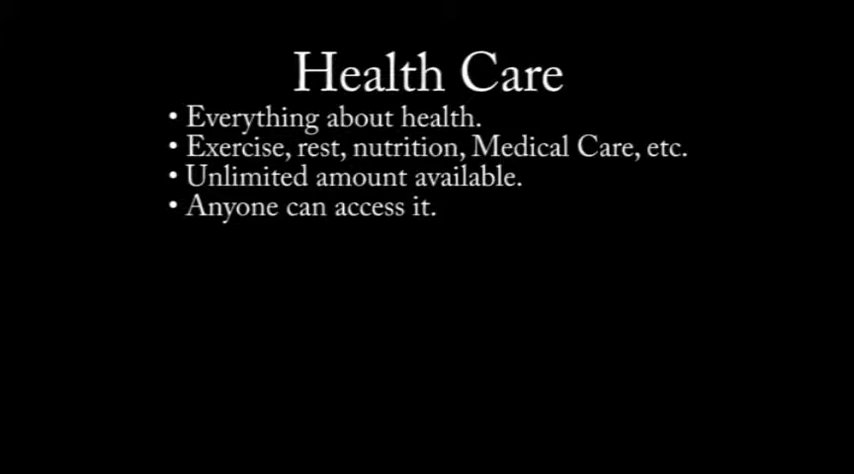 Health Care
• Everything about health.
• Exercise, rest, nutrition, Medical Care, etc.
• Unlimited amount available.
• Anyone can access it.